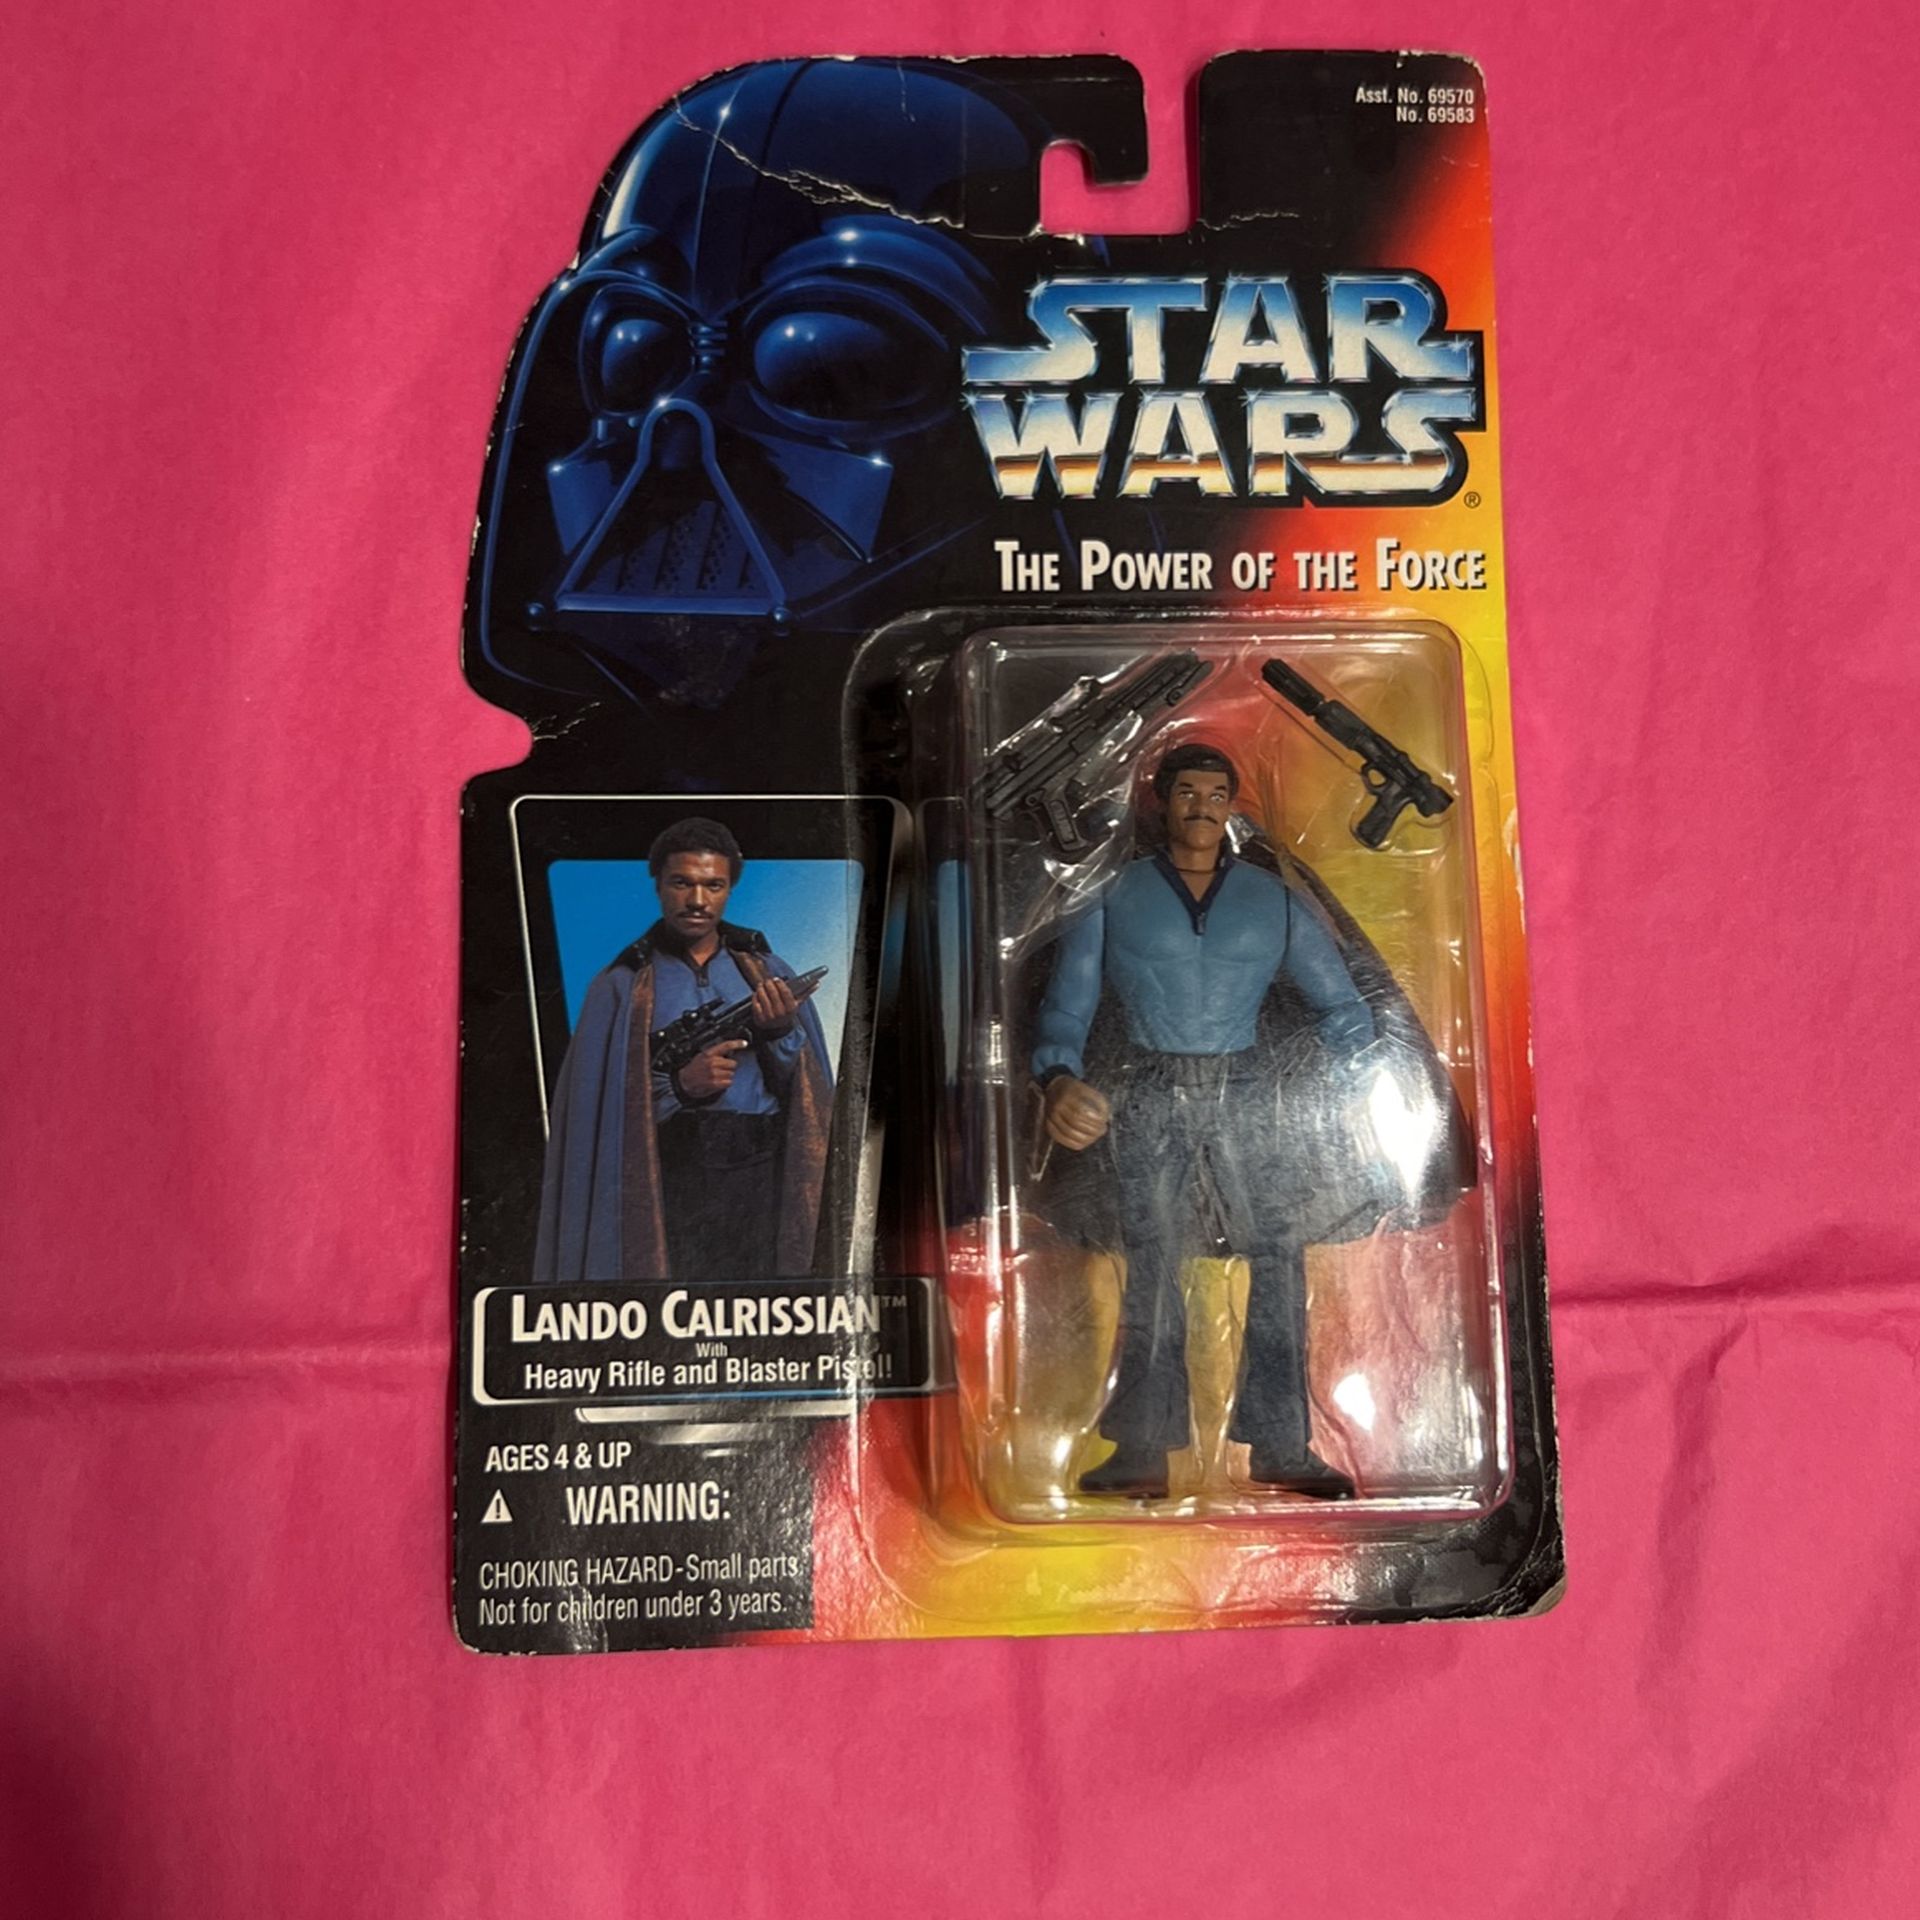 Asst. No. 69570
No. 69583
STAR
WARS®
THE POWER OF THE FORCE
LANDO CALRISSIAN™
With
Heavy Rifle and Blaster Pistol!
AGES 4 & UP
⚠ WARNING:
CHOKING HAZARD-Small parts.
Not for children under 3 years.